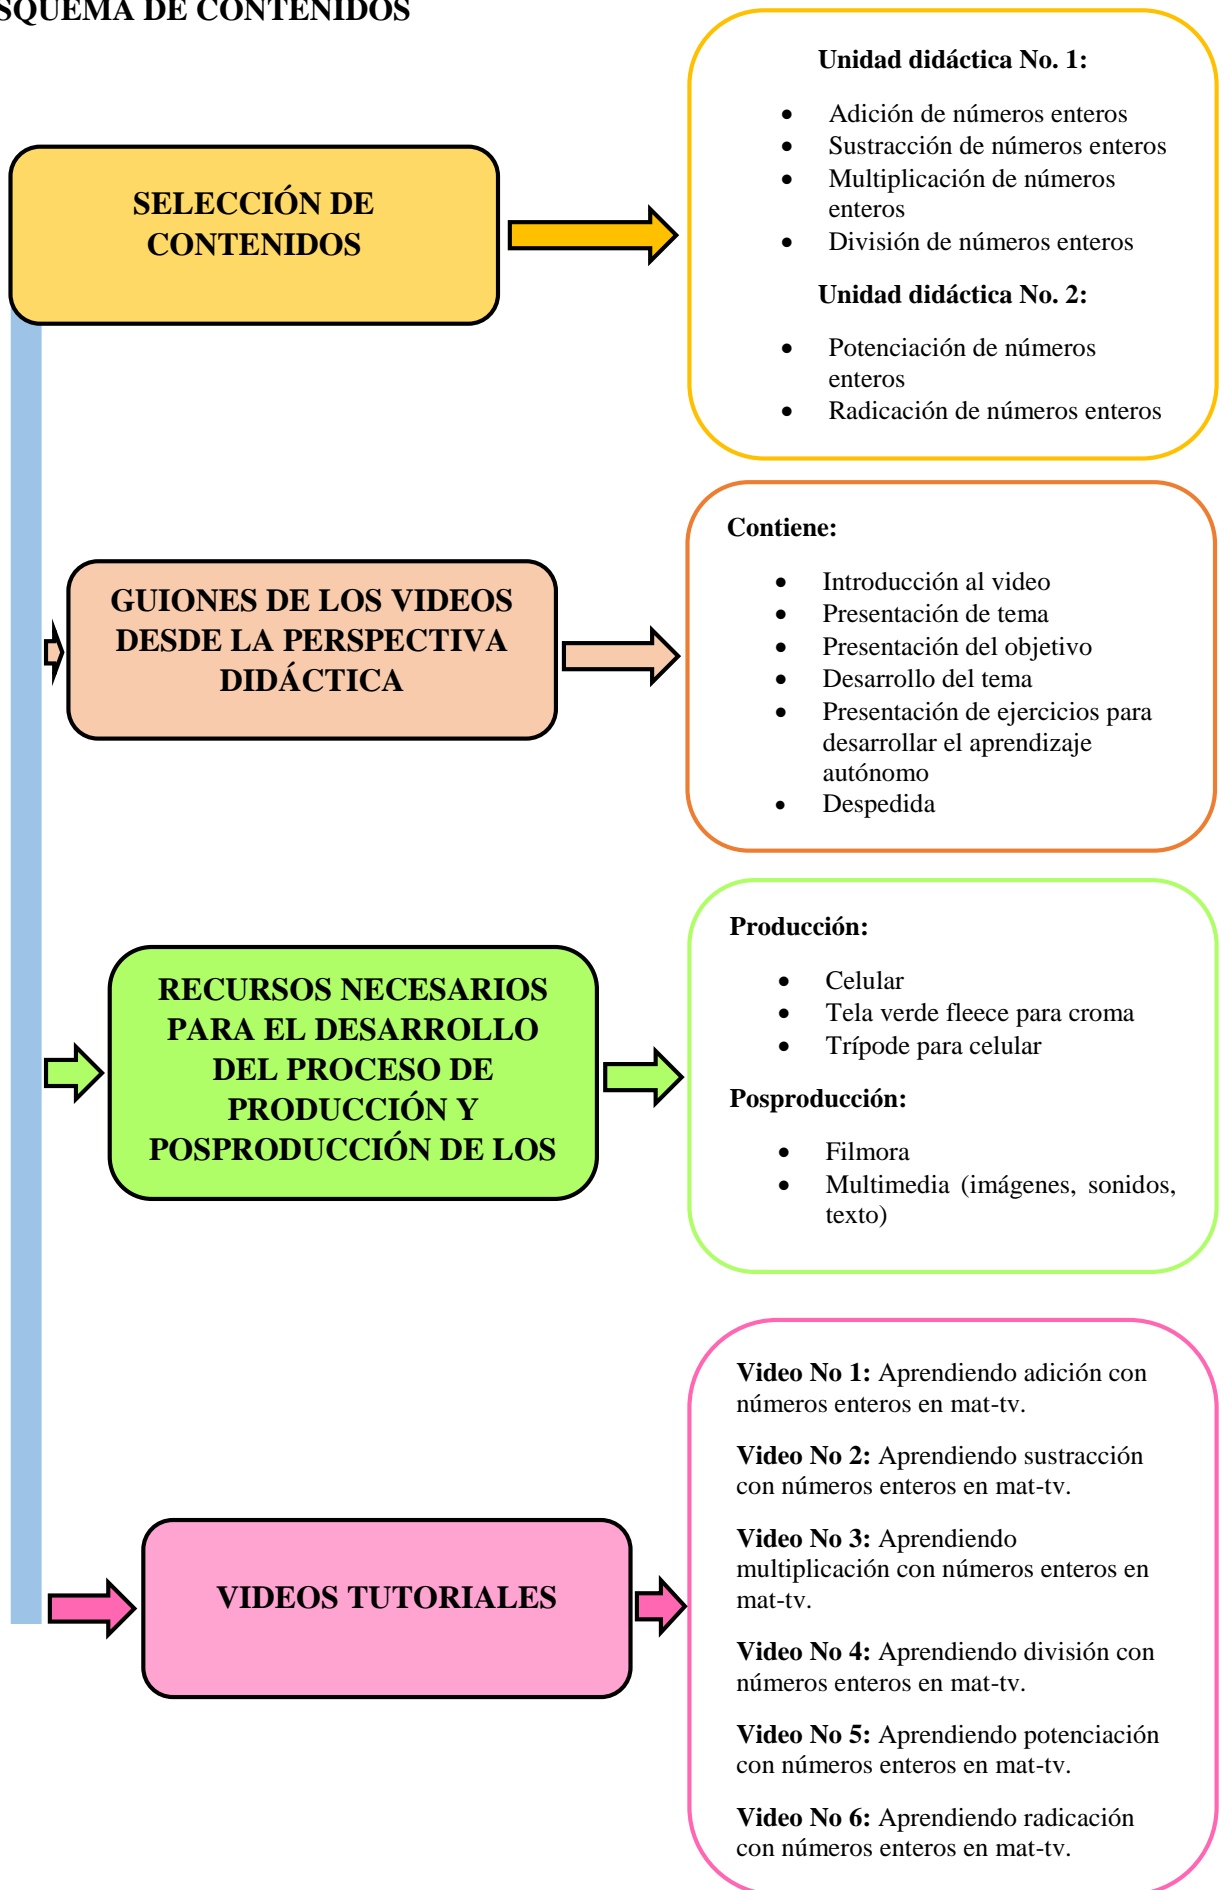 SQUEMA DE CONTENIDOS
SELECCIÓN DE
CONTENIDOS
Unidad didáctica No. 1:
• Adición de números enteros
• Sustracción de números enteros
• Multiplicación de números
enteros
• División de números enteros
Unidad didáctica No. 2:
• Potenciación de números
enteros
• Radicación de números enteros
GUIONES DE LOS VIDEOS
DESDE LA PERSPECTIVA
DIDÁCTICA
Contiene:
• Introducción al video
• Presentación de tema
• Presentación del objetivo
• Desarrollo del tema
• Presentación de ejercicios para
desarrollar el aprendizaje
autónomo
• Despedida
RECURSOS NECESARIOS
PARA EL DESARROLLO
DEL PROCESO DE
PRODUCCIÓN Y
POSPRODUCCIÓN DE LOS
Producción:
• Celular
• Tela verde fleece para croma
• Trípode para celular
Posproducción:
• Filmora
• Multimedia (imágenes, sonidos,
texto)
VIDEOS TUTORIALES
Video No 1: Aprendiendo adición con
números enteros en mat-tv.
Video No 2: Aprendiendo sustracción
con números enteros en mat-tv.
Video No 3: Aprendiendo
multiplicación con números enteros en
mat-tv.
Video No 4: Aprendiendo división con
números enteros en mat-tv.
Video No 5: Aprendiendo potenciación
con números enteros en mat-tv.
Video No 6: Aprendiendo radicación
con números enteros en mat-tv.